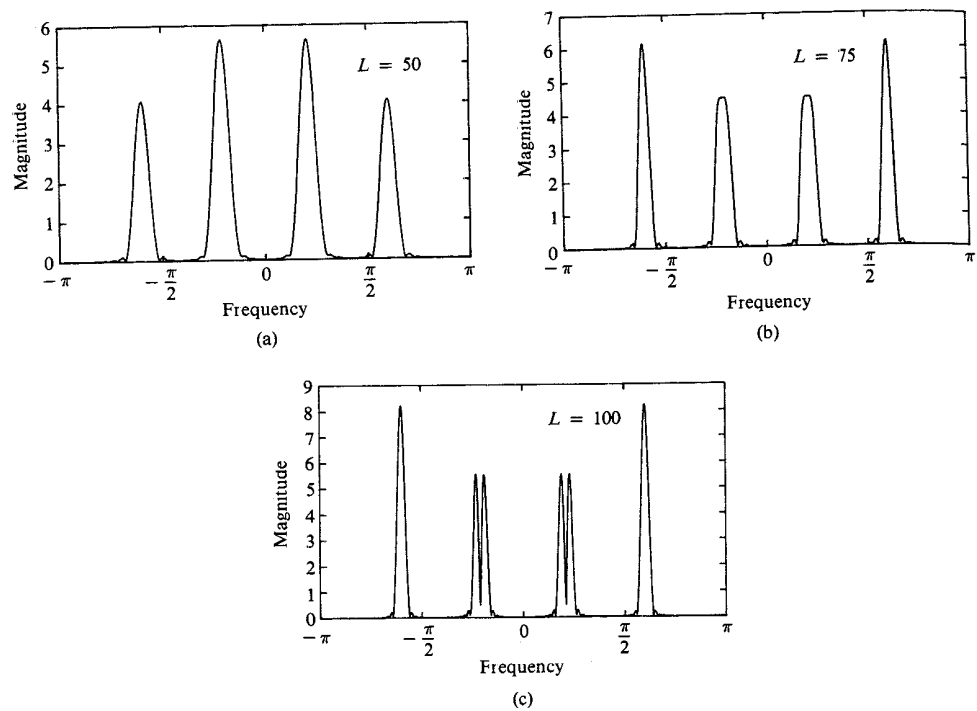 6
5
4
3
2
1
0
Magnitude
L = 50
−π
−π/2
0
π/2
π
Frequency
(a)
7
6
5
4
3
2
1
0
Magnitude
L = 75
−π
−π/2
0
π/2
π
Frequency
(b)
9
8
7
6
5
4
3
2
1
0
Magnitude
L = 100
−π
−π/2
0
π/2
π
Frequency
(c)